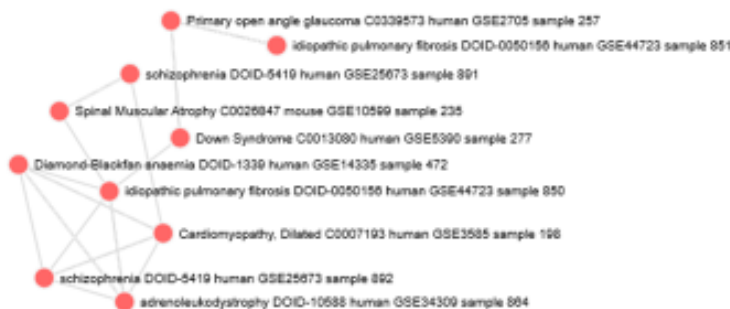 Primary open angle glaucoma C0339573 human GSE2705 sample 257
idiopathic pulmonary fibrosis DOID-0050156 human GSE44723 sample 851
schizophrenia DOID-5419 human GSE25673 sample 891
Spinal Muscular Atrophy C0026847 mouse GSE10599 sample 235
Down Syndrome C0013080 human GSE5390 sample 277
Diamond-Blackfan anaemia DOID-1339 human GSE14335 sample 472
idiopathic pulmonary fibrosis DOID-0050156 human GSE44723 sample 850
Cardiomyopathy, Dilated C0007193 human GSE3585 sample 198
schizophrenia DOID-5419 human GSE25673 sample 892
adrenoleukodystrophy DOID-10588 human GSE34309 sample 864